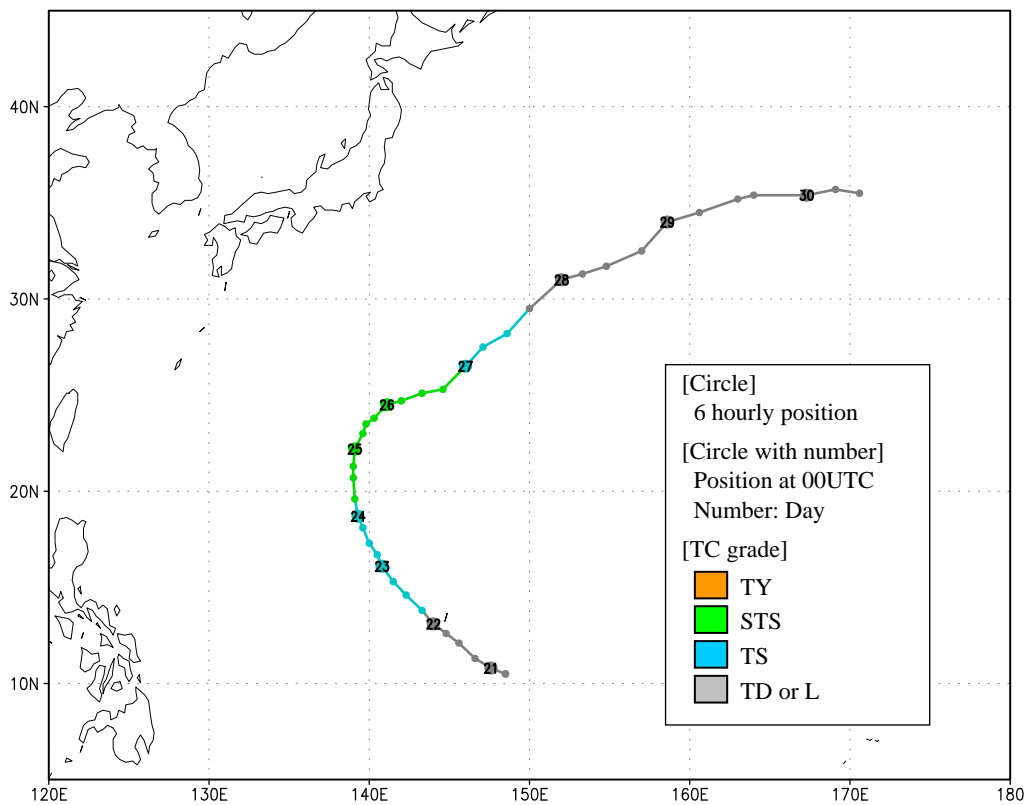 40N
30N
20N
10N
120E
130E
140E
150E
160E
170E
180
30
29
28
27
26
25
24
23
22
21
[Circle]
6 hourly position
[Circle with number]
Position at 00UTC
Number: Day
[TC grade]
TY
STS
TS
TD or L